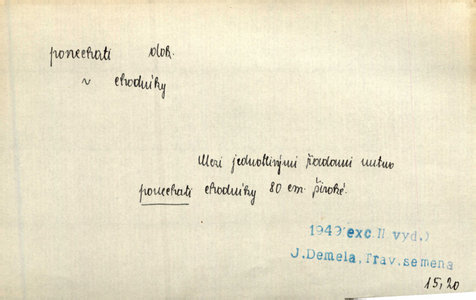 ponechati dok.
~ chodníky
Mezi jednotlivými řadami nutno
ponechati chodníky 80 cm. široké.
1949 exc. II vyd.)
J. Demela, Trav. semena
15,20